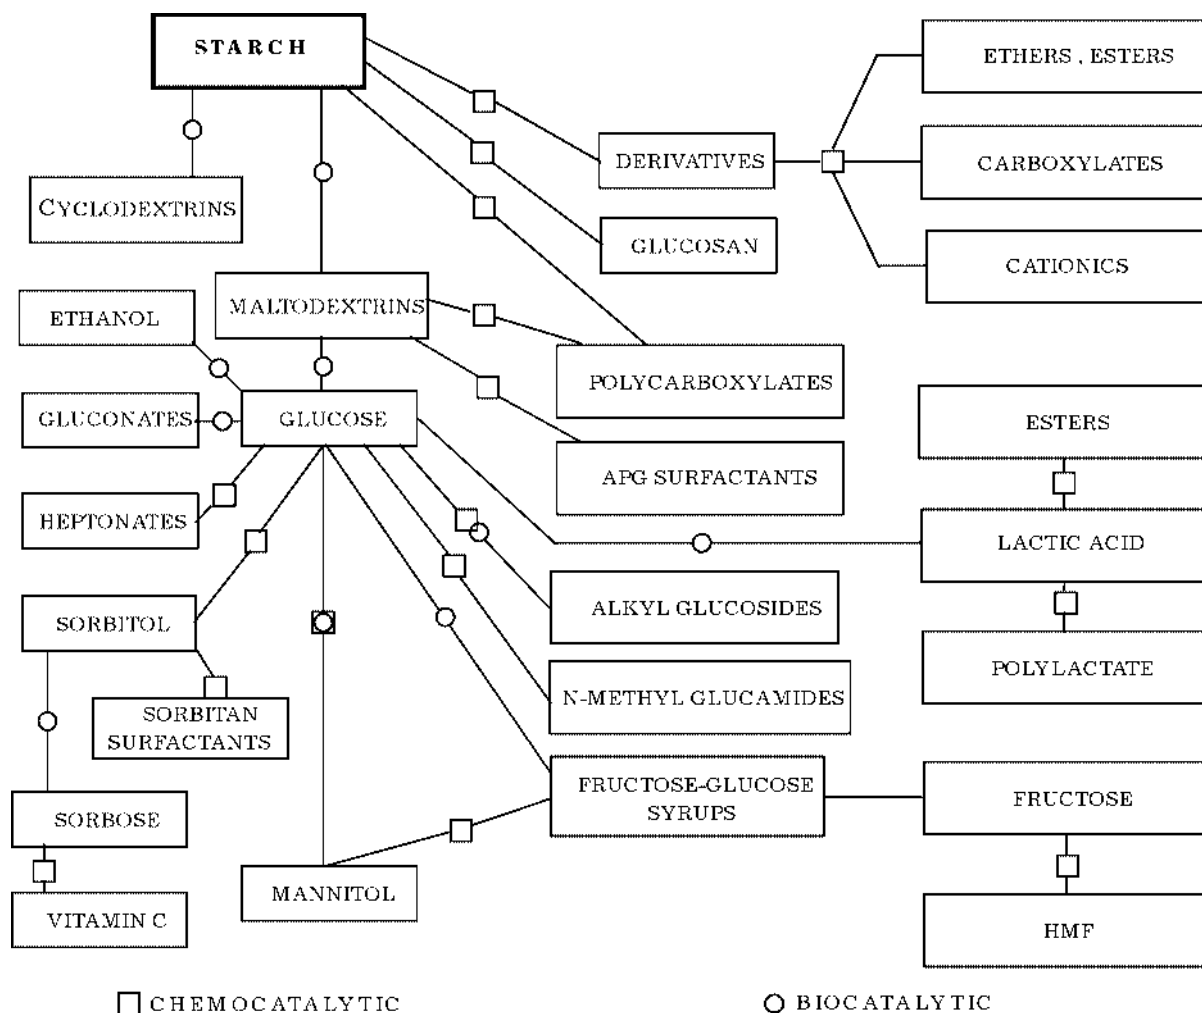 STARCH
ETHERS , ESTERS
DERIVATIVES
CARBOXYLATES
CYCLODEXTRINS
GLUCOSAN
CATIONICS
MALTODEXTRINS
ETHANOL
POLYCARBOXYLATES
GLUCONATES
GLUCOSE
ESTERS
APG SURFACTANTS
HEPTONATES
LACTIC ACID
ALKYL GLUCOSIDES
SORBITOL
POLYLACTATE
N-METHYL GLUCAMIDES
SORBITAN
SURFACTANTS
FRUCTOSE-GLUCOSE
SYRUPS
FRUCTOSE
SORBOSE
MANNITOL
VITAMIN C
HMF
CHEMOCATALYTIC
BIOCATALYTIC